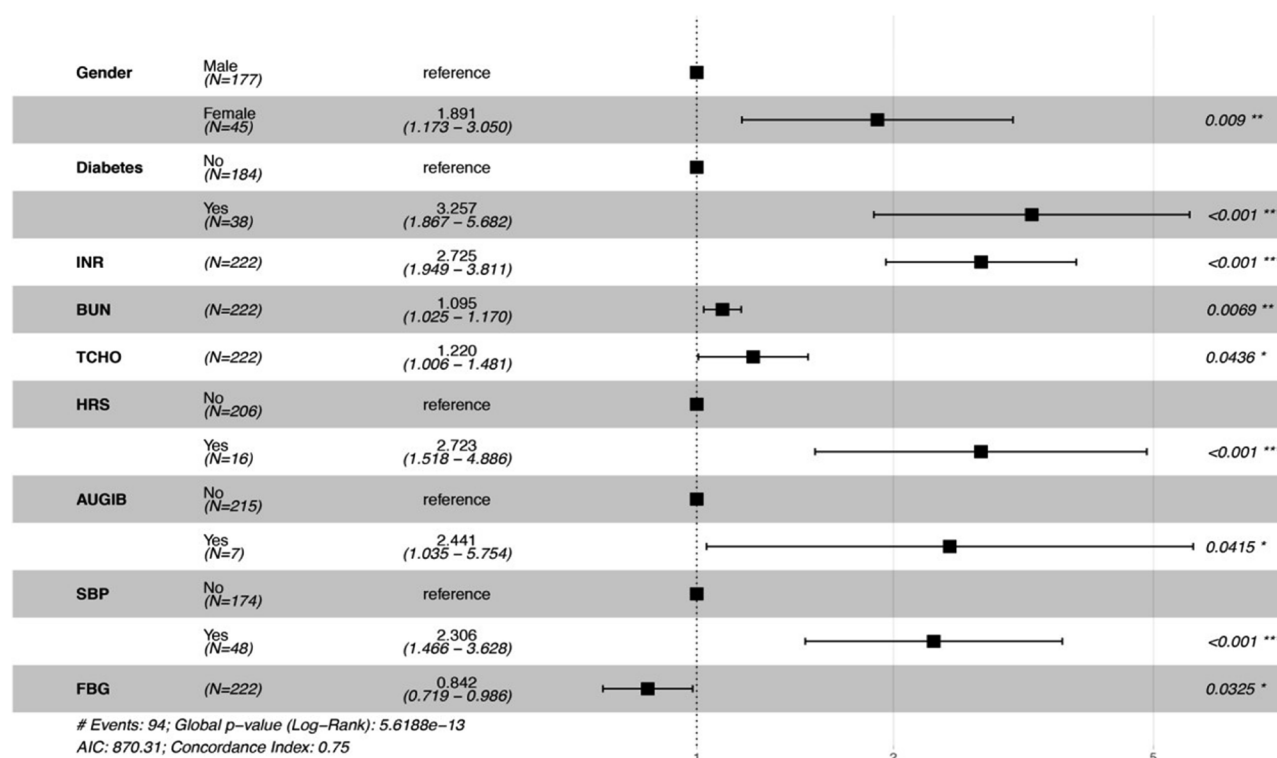 Gender Male (N=177) reference
Female (N=45) 1.891 (1.173 – 3.050) 0.009 **
Diabetes No (N=184) reference
Yes (N=38) 3.257 (1.867 – 5.682) <0.001 **
INR (N=222) 2.725 (1.949 – 3.811) <0.001 **
BUN (N=222) 1.095 (1.025 – 1.170) 0.0069 **
TCHO (N=222) 1.220 (1.006 – 1.481) 0.0436 *
HRS No (N=206) reference
Yes (N=16) 2.723 (1.518 – 4.886) <0.001 **
AUGIB No (N=215) reference
Yes (N=7) 2.441 (1.035 – 5.754) 0.0415 *
SBP No (N=174) reference
Yes (N=48) 2.306 (1.466 – 3.628) <0.001 **
FBG (N=222) 0.842 (0.719 – 0.986) 0.0325 *
# Events: 94; Global p–value (Log–Rank): 5.6188e–13
AIC: 870.31; Concordance Index: 0.75